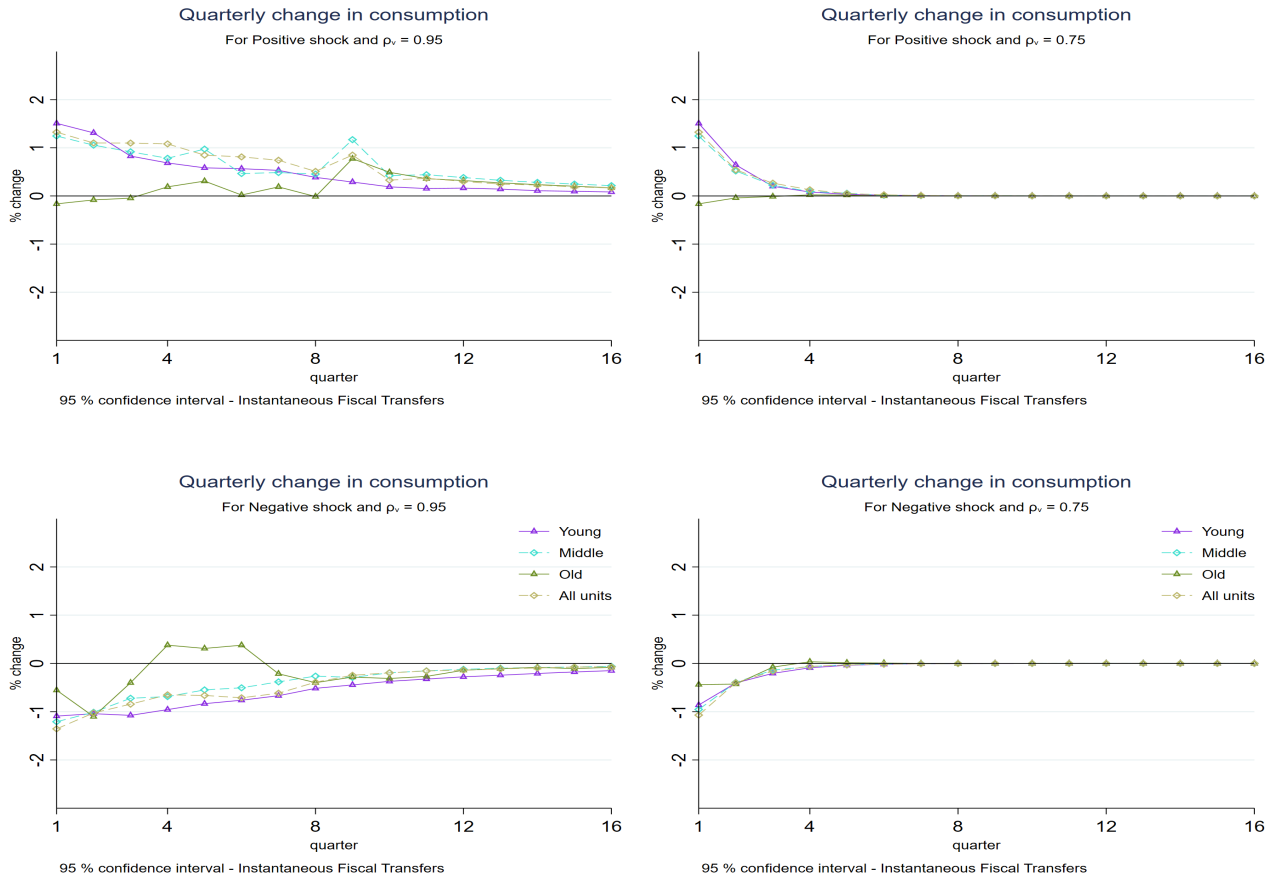 Quarterly change in consumption
For Positive shock and ρᵥ = 0.95
2
1
0
-1
-2
% change
1 4 8 12 16
quarter
95 % confidence interval - Instantaneous Fiscal Transfers
Quarterly change in consumption
For Positive shock and ρᵥ = 0.75
2
1
0
-1
-2
% change
1 4 8 12 16
quarter
95 % confidence interval - Instantaneous Fiscal Transfers
Quarterly change in consumption
For Negative shock and ρᵥ = 0.95
Young
Middle
Old
All units
2
1
0
-1
-2
% change
1 4 8 12 16
quarter
95 % confidence interval - Instantaneous Fiscal Transfers
Quarterly change in consumption
For Negative shock and ρᵥ = 0.75
Young
Middle
Old
All units
2
1
0
-1
-2
% change
1 4 8 12 16
quarter
95 % confidence interval - Instantaneous Fiscal Transfers